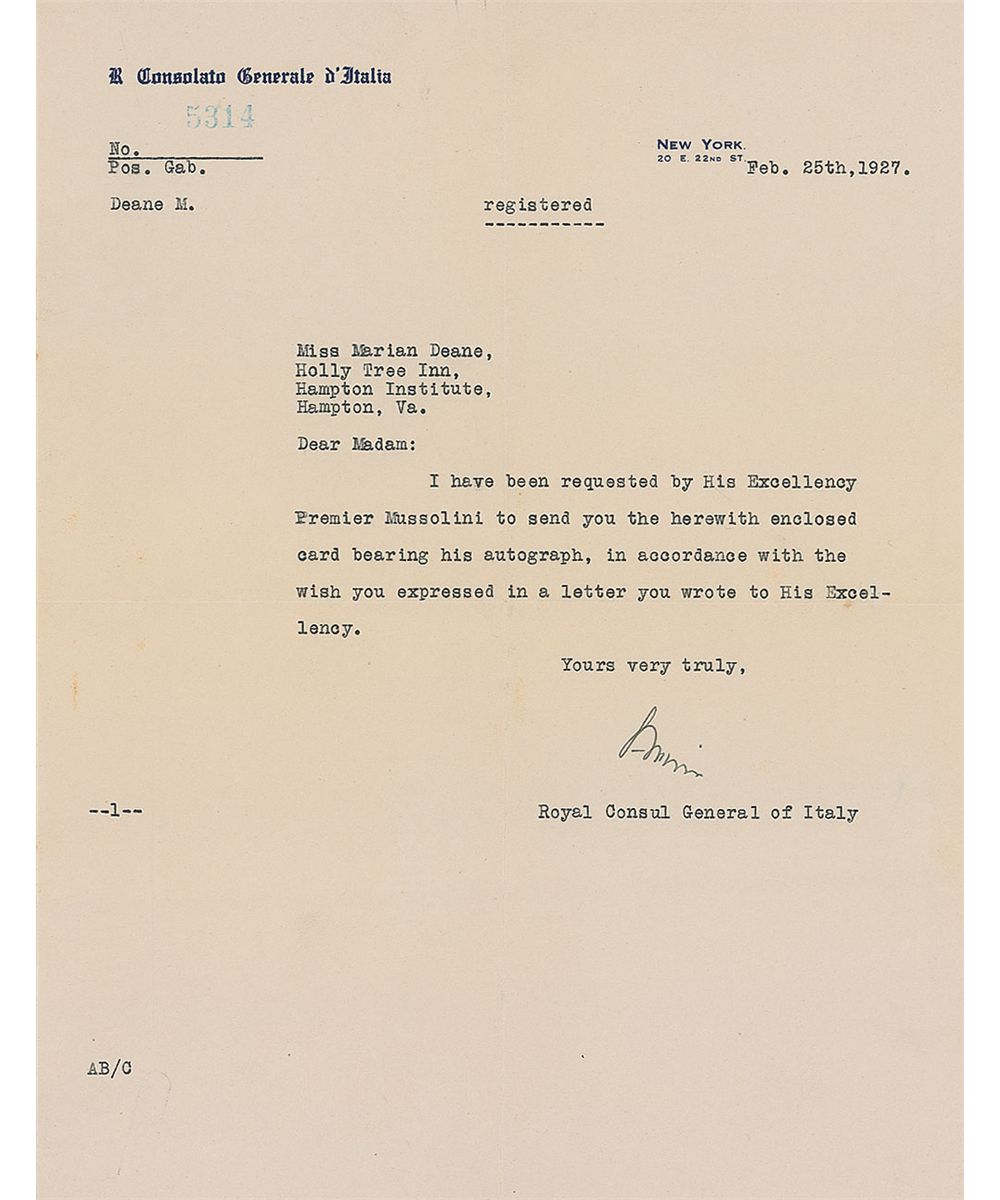 R Consolato Generale d'Italia
5314
No.
Pos. Gab.
NEW YORK.
20 E. 22ND ST.
Feb. 25th,1927.
Deane M.
registered
-----------
Miss Marian Deane,
Holly Tree Inn,
Hampton Institute,
Hampton, Va.
Dear Madam:
I have been requested by His Excellency
Premier Mussolini to send you the herewith enclosed
card bearing his autograph, in accordance with the
wish you expressed in a letter you wrote to His Excel-
lency.
Yours very truly,
--1--
Royal Consul General of Italy
AB/C